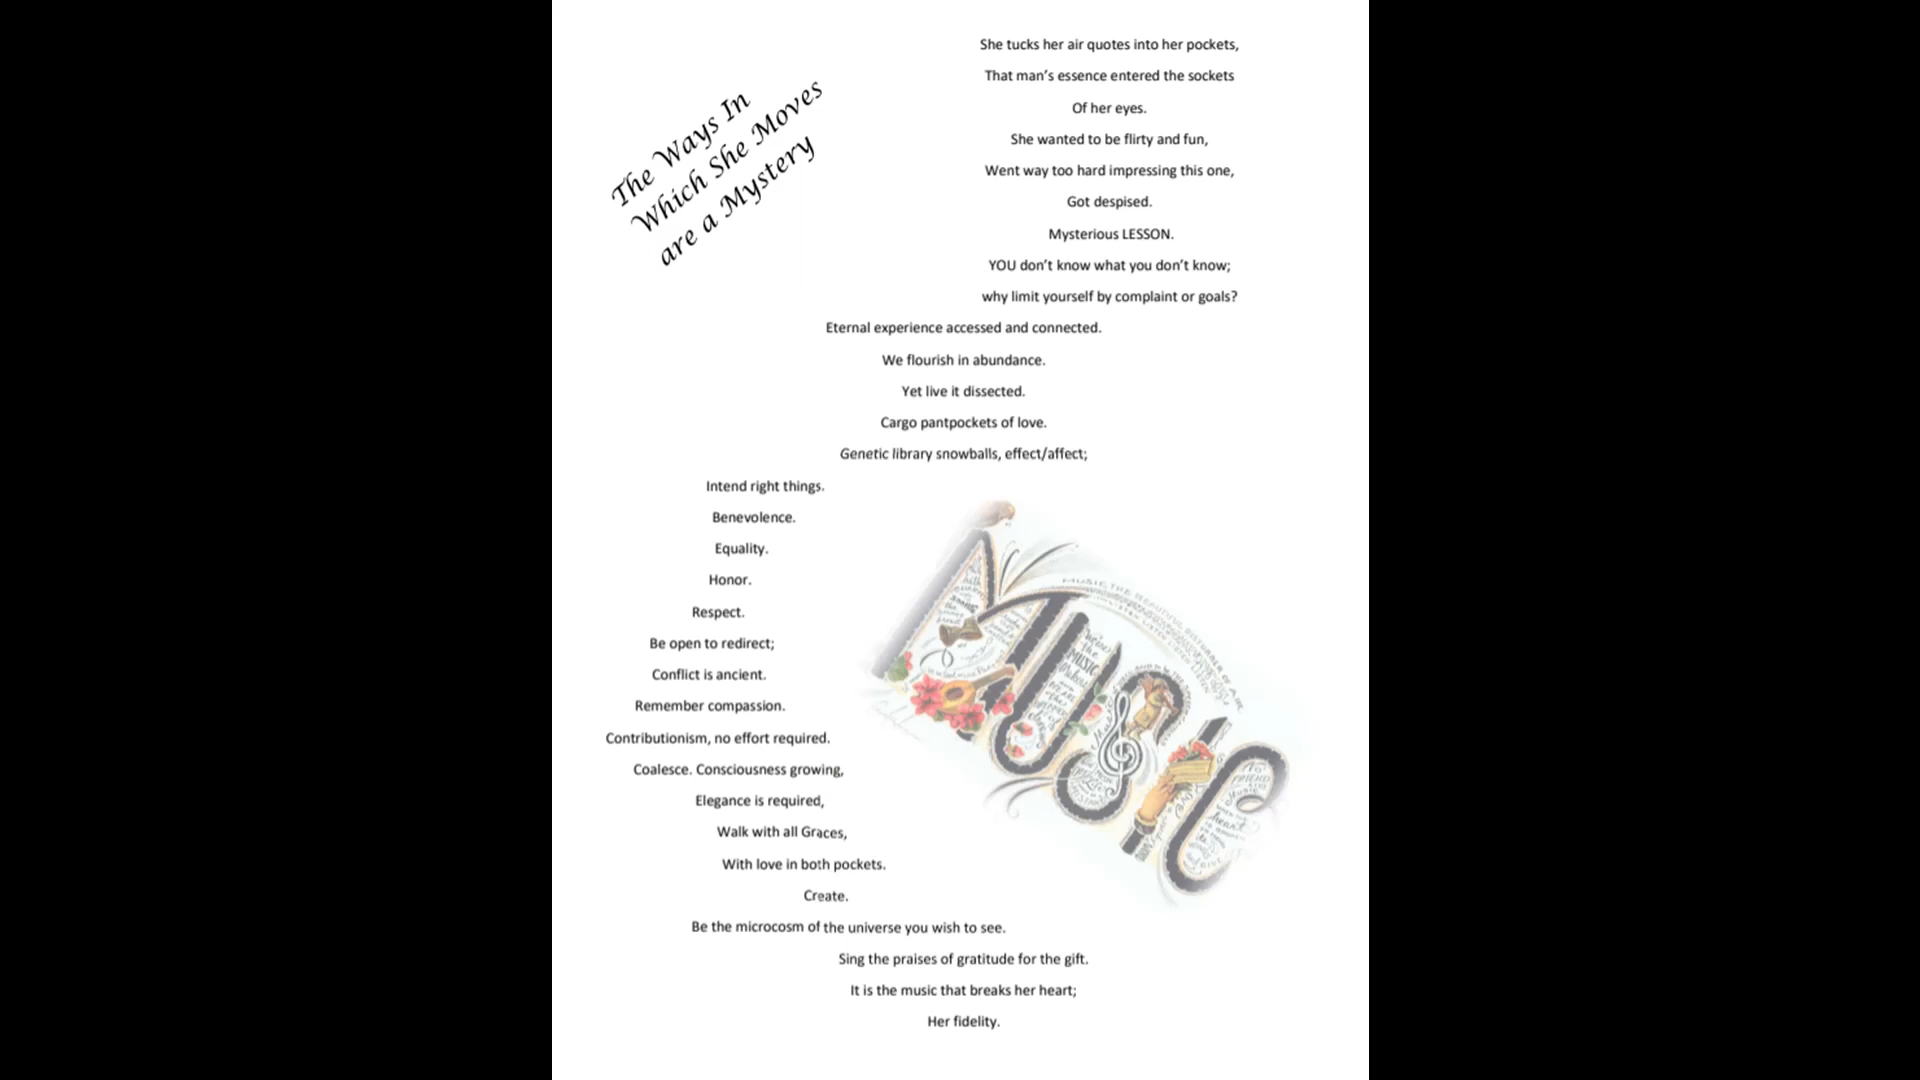 The Ways In
Which She Moves
are a Mystery
She tucks her air quotes into her pockets,
That man’s essence entered the sockets
Of her eyes.
She wanted to be flirty and fun,
Went way too hard impressing this one,
Got despised.
Mysterious LESSON.
YOU don’t know what you don’t know;
why limit yourself by complaint or goals?
Eternal experience accessed and connected.
We flourish in abundance.
Yet live it dissected.
Cargo pantpockets of love.
Genetic library snowballs, effect/affect;
Intend right things.
Benevolence.
Equality.
Honor.
Respect.
Be open to redirect;
Conflict is ancient.
Remember compassion.
Contributionism, no effort required.
Coalesce. Consciousness growing,
Elegance is required,
Walk with all Graces,
With love in both pockets.
Create.
Be the microcosm of the universe you wish to see.
Sing the praises of gratitude for the gift.
It is the music that breaks her heart;
Her fidelity.
MUSIC
MUSIC, THE BEAUTIFUL DISTURBER OF AIR